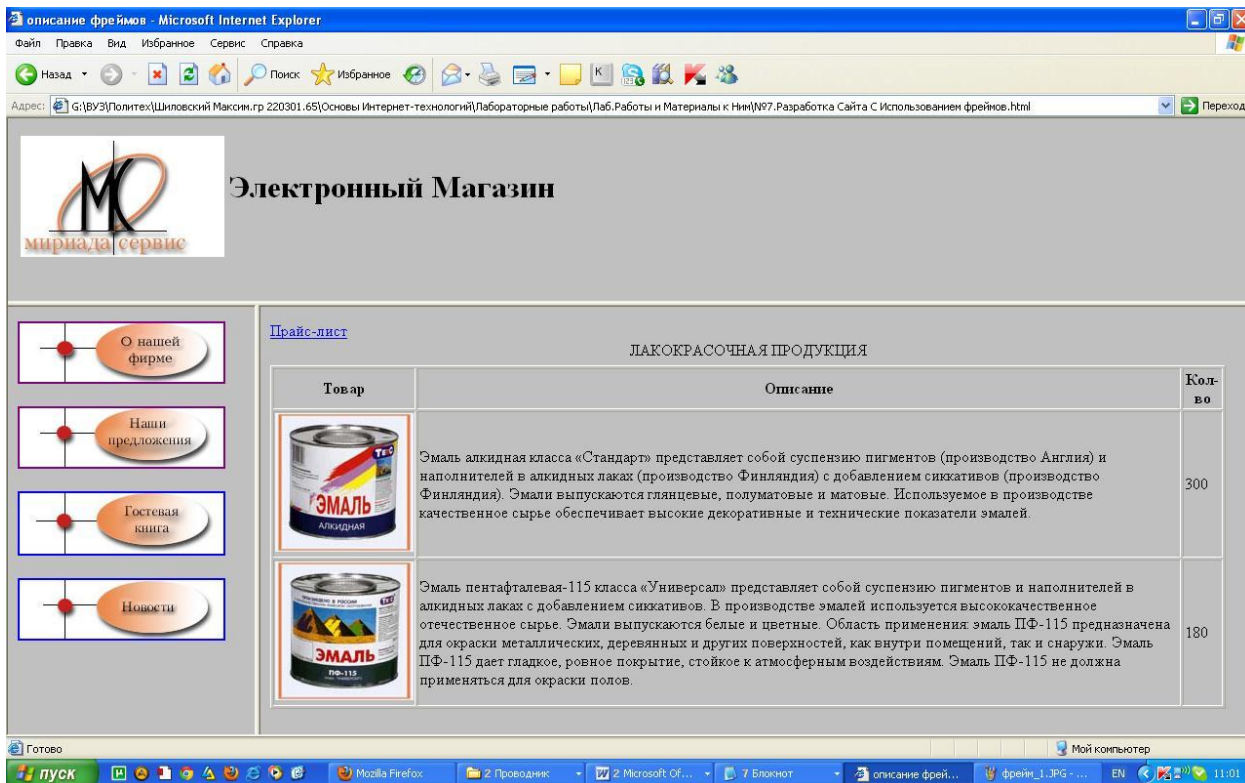 описание фреймов - Microsoft Internet Explorer
Файл Правка Вид Избранное Сервис Справка
Назад Поиск Избранное
Адрес: G:\ВУЗ\Политех\Шиловский Максим.гр 220301.65\Основы Интернет-технологий\Лабораторные работы\Лаб.Работы и Материалы к Ним\№7.Разработка Сайта С Использованием фреймов.html Переход
МС
мириада сервис
Электронный Магазин
О нашей
фирме
Наши
предложения
Гостевая
книга
Новости
Прайс-лист
ЛАКОКРАСОЧНАЯ ПРОДУКЦИЯ
Товар Описание Кол-
во
ЭМАЛЬ
АЛКИДНАЯ
Эмаль алкидная класса «Стандарт» представляет собой суспензию пигментов (производство Англия) и
наполнителей в алкидных лаках (производство Финляндия) с добавлением сиккативов (производство
Финляндия). Эмали выпускаются глянцевые, полуматовые и матовые. Используемое в производстве
качественное сырье обеспечивает высокие декоративные и технические показатели эмалей.
300
ЭМАЛЬ
ПФ-115
Эмаль пентафталевая-115 класса «Универсал» представляет собой суспензию пигментов и наполнителей в
алкидных лаках с добавлением сиккативов. В производстве эмалей используется высококачественное
отечественное сырье. Эмали выпускаются белые и цветные. Область применения: эмаль ПФ-115 предназначена
для окраски металлических, деревянных и других поверхностей, как внутри помещений, так и снаружи. Эмаль
ПФ-115 дает гладкое, ровное покрытие, стойкое к атмосферным воздействиям. Эмаль ПФ-115 не должна
применяться для окраски полов.
180
Готово Мой компьютер
пуск Mozilla Firefox 2 Проводник 2 Microsoft Of... 7 Блокнот описание фрей... фрейм_1.JPG - ... EN 11:01